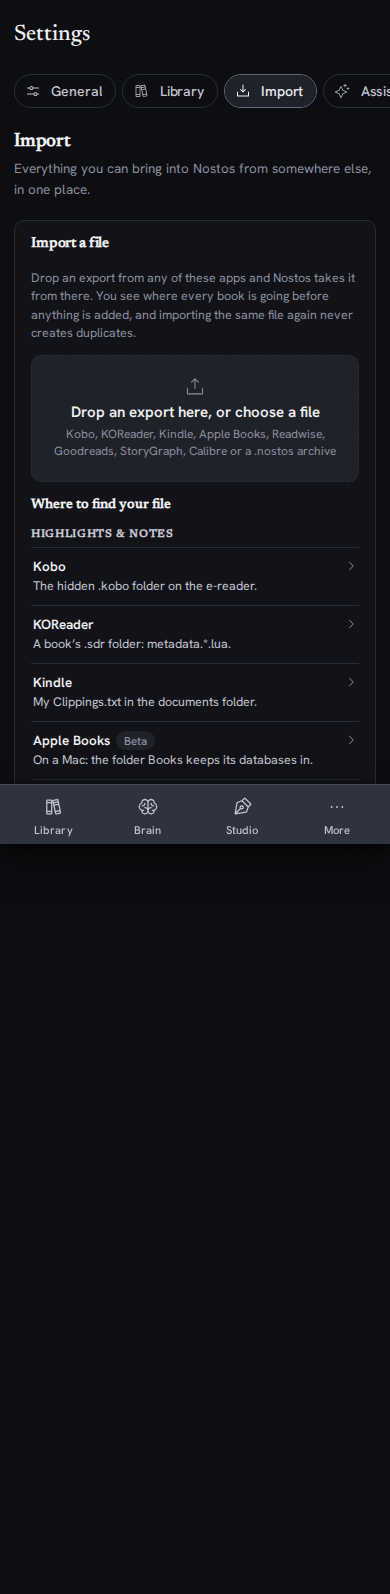 Settings
General
Library
Import
Assis
Import
Everything you can bring into Nostos from somewhere else,
in one place.
Import a file
Drop an export from any of these apps and Nostos takes it
from there. You see where every book is going before
anything is added, and importing the same file again never
creates duplicates.
Drop an export here, or choose a file
Kobo, KOReader, Kindle, Apple Books, Readwise,
Goodreads, StoryGraph, Calibre or a .nostos archive
Where to find your file
HIGHLIGHTS & NOTES
Kobo
The hidden .kobo folder on the e-reader.
KOReader
A book’s .sdr folder: metadata.*.lua.
Kindle
My Clippings.txt in the documents folder.
Apple Books Beta
On a Mac: the folder Books keeps its databases in.
Library
Brain
Studio
More